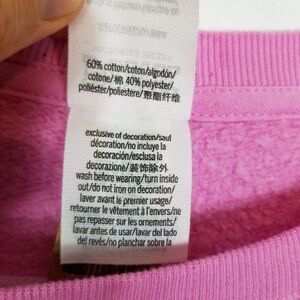 60% cotton/coton/algodón/
cotone/棉 40% polyester/
poliéster/poliestere/聚酯纤维
exclusive of decoration/sauf
décoration/no incluye la
decoración/esclusa la
decorazione/装饰除外
wash before wearing/turn inside
out/do not iron on decoration/
laver avant le premier usage/
retourner le vêtement à l'envers/ne
pas repasser sur les ornements/
lavar antes de usar/lavar del lado
del revés/no planchar sobre la